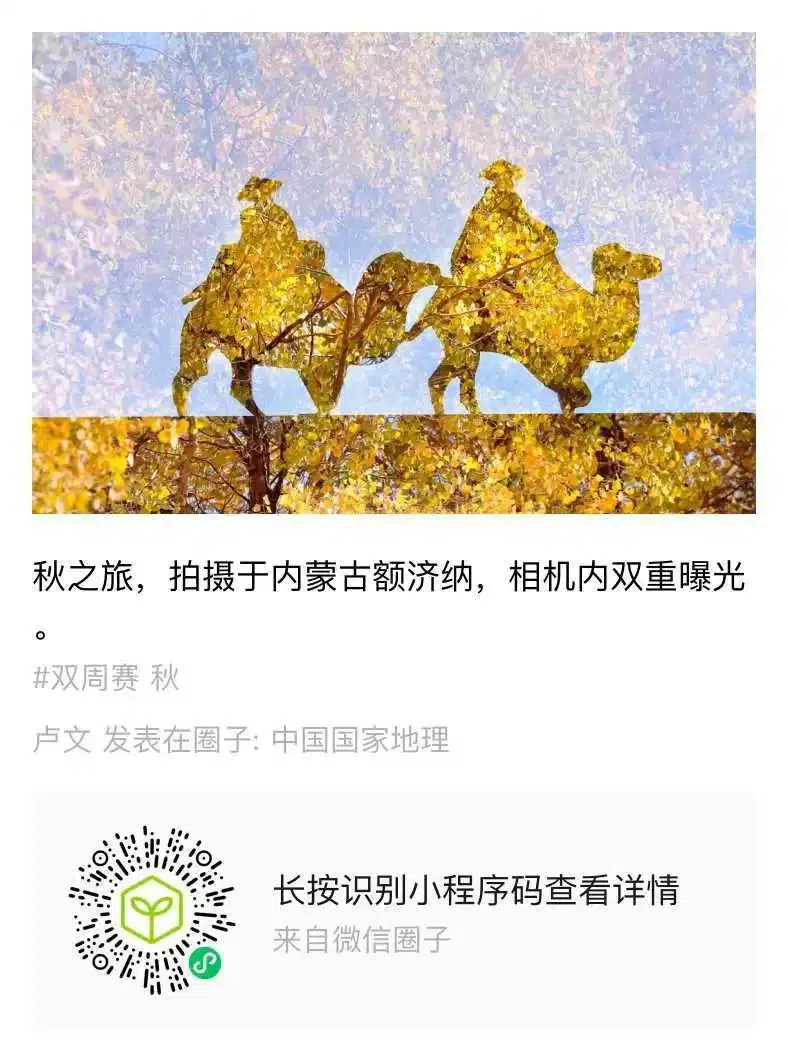 秋之旅，拍摄于内蒙古额济纳，相机内双重曝光
。
#双周赛 秋
卢文 发表在圈子: 中国国家地理
长按识别小程序码查看详情
来自微信圈子